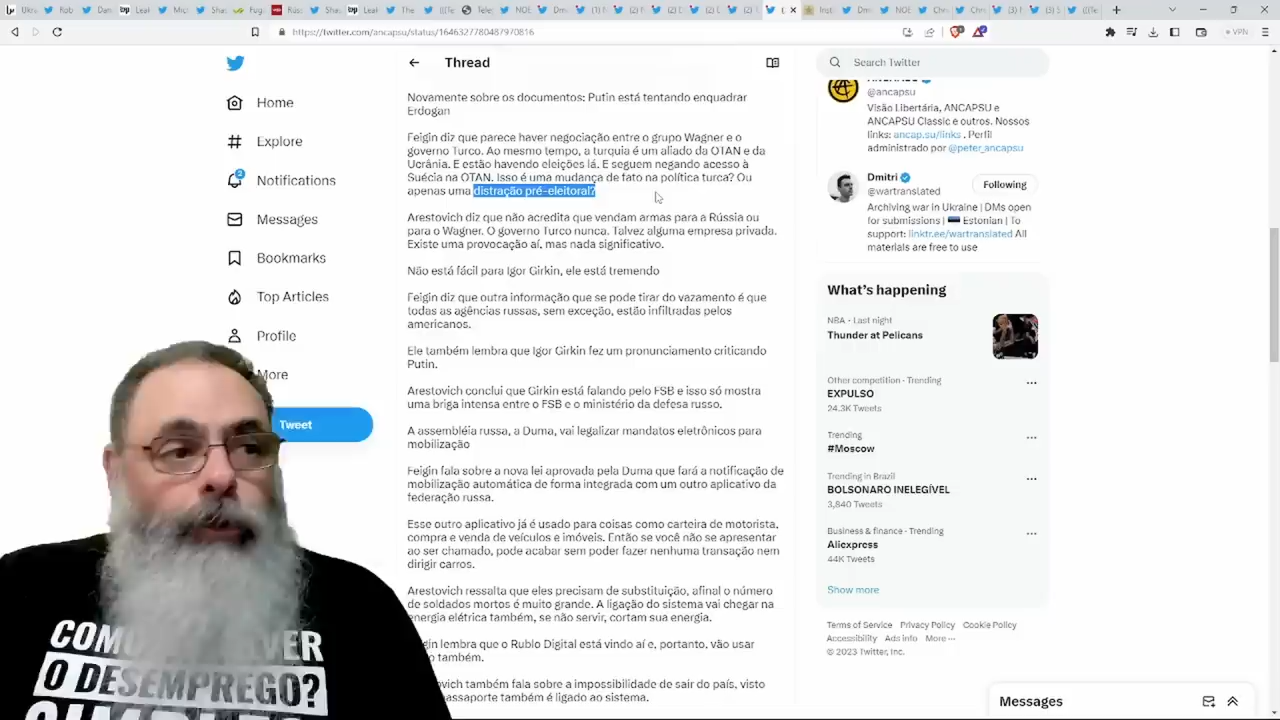 https://twitter.com/ancapsu/status/1646327780487970816
VPN
Home
Explore
2
Notifications
Messages
Bookmarks
Top Articles
Profile
More
Tweet
Thread
Novamente sobre os documentos: Putin está tentando enquadrar
Erdogan
Feigin diz que parece haver negociação entre o grupo Wagner e o
governo Turco. Ao mesmo tempo, a turquia é um aliado da OTAN e da
Ucrânia. E estão havendo eleições lá. E seguem negando acesso à
Suécia na OTAN. Isso é uma mudança de fato na política turca? Ou
apenas uma distração pré-eleitoral?
Arestovich diz que não acredita que vendam armas para a Rússia ou
para o Wagner. O governo Turco nunca. Talvez alguma empresa privada.
Existe uma provocação aí, mas nada significativo.
Não está fácil para Igor Girkin, ele está tremendo
Feigin diz que outra informação que se pode tirar do vazamento é que
todas as agências russas, sem exceção, estão infiltradas pelos
americanos.
Ele também lembra que Igor Girkin fez um pronunciamento criticando
Putin.
Arestovich conclui que Girkin está falando pelo FSB e isso só mostra
uma briga intensa entre o FSB e o ministério da defesa russo.
A assembléia russa, a Duma, vai legalizar mandatos eletrônicos para
mobilização
Feigin fala sobre a nova lei aprovada pela Duma que fará a notificação de
mobilização automática de forma integrada com um outro aplicativo da
federação russa.
Esse outro aplicativo já é usado para coisas como carteira de motorista,
compra e venda de veículos e imóveis. Então se você não se apresentar
ao ser chamado, pode acabar sem poder fazer nenhuma transação nem
dirigir carros.
Arestovich ressalta que eles precisam de substituição, afinal o número
de soldados mortos é muito grande. A ligação do sistema vai chegar na
energia elétrica também, se não servir, cortam sua energia.
lembra que o Rublo Digital está vindo aí e, portanto, vão usar
também.
também fala sobre a impossibilidade de sair do país, visto
passaporte também é ligado ao sistema.
Search Twitter
@ancapsu
Visão Libertária, ANCAPSU e
ANCAPSU Classic e outros. Nossos
links: ancap.su/links . Perfil
administrado por @peter_ancapsu
Dmitri
@wartranslated
Following
Archiving war in Ukraine | DMs open
for submissions | Estonian | To
support: linktr.ee/wartranslated All
materials are free to use
What's happening
NBA · Last night
Thunder at Pelicans
Other competition · Trending
EXPULSO
24.3K Tweets
Trending
#Moscow
Trending in Brazil
BOLSONARO INELEGÍVEL
3,840 Tweets
Business & finance · Trending
Aliexpress
44K Tweets
Show more
Terms of Service Privacy Policy Cookie Policy
Accessibility Ads info More ···
© 2023 Twitter, Inc.
Messages
O DESEMPREGO?